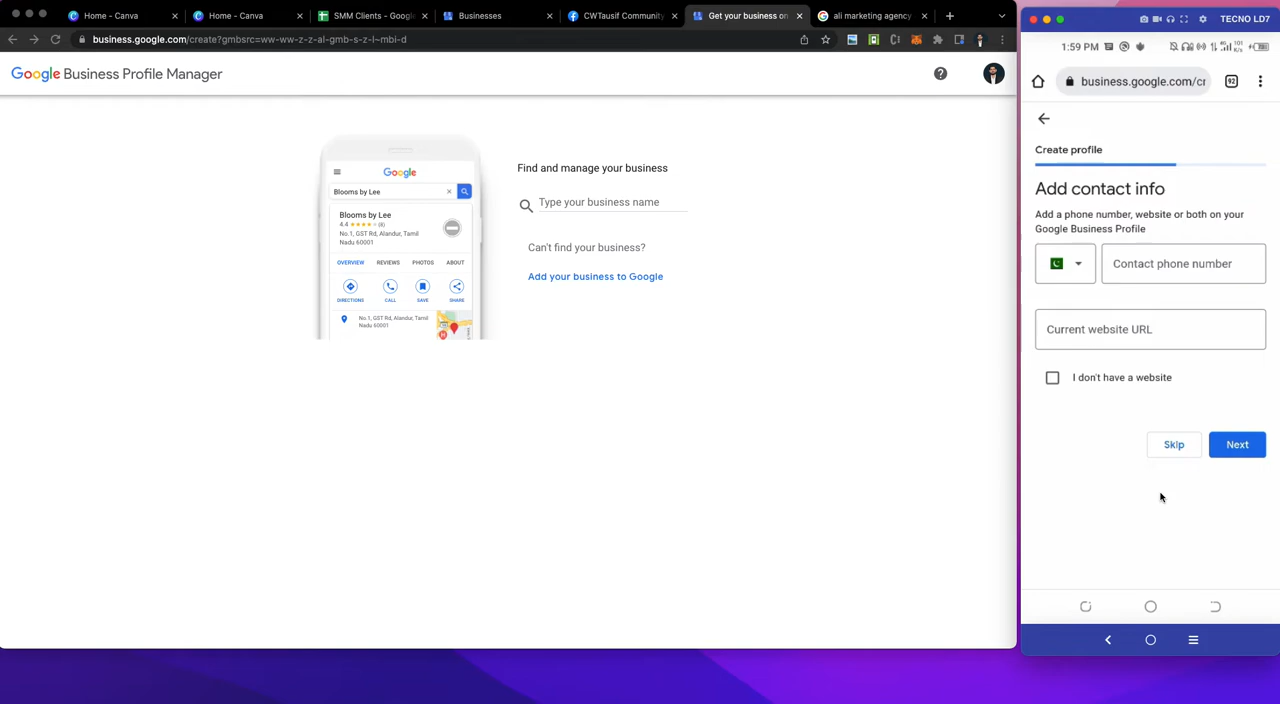 Home - Canva
Home - Canva
SMM Clients - Google
Businesses
CWTausif Community
Get your business on
ali marketing agency
business.google.com/create?gmbsrc=ww-ww-z-z-al-gmb-s-z-l~mbi-d
Google Business Profile Manager
Google
Blooms by Lee
Blooms by Lee
4.4 ★★★★★ (6)
No.1, GST Rd, Alandur, Tamil
Nadu 60001
OVERVIEW REVIEWS PHOTOS ABOUT
DIRECTIONS CALL SAVE SHARE
No.1, GST Rd, Alandur, Tamil
Nadu 60001
Find and manage your business
Type your business name
Can't find your business?
Add your business to Google
TECNO LD7
1:59 PM
business.google.com/cr
92
Create profile
Add contact info
Add a phone number, website or both on your
Google Business Profile
Contact phone number
Current website URL
I don't have a website
Skip
Next